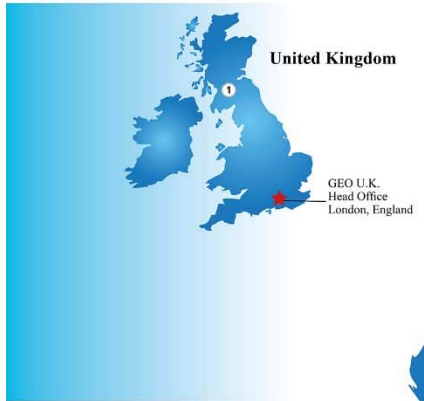 United Kingdom
1
GEO U.K.
Head Office
London, England